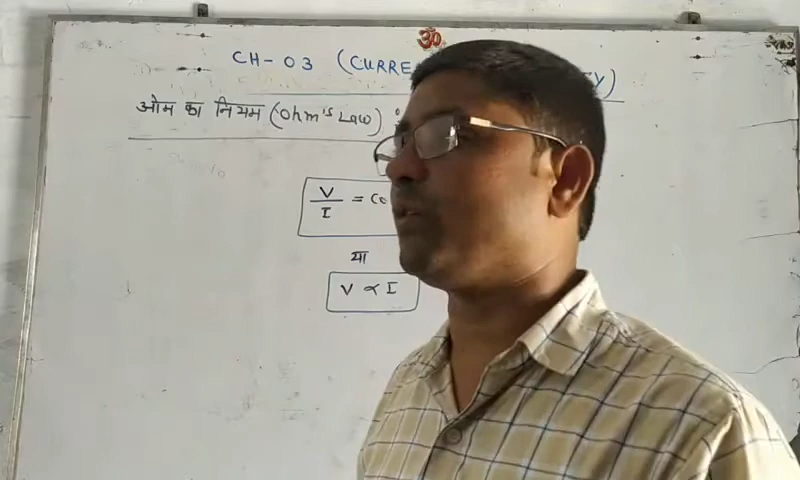 ॐ
CH-03 (CURRE
ओम का नियम (Ohm's Law)
V/I = Co
या
V ∝ I